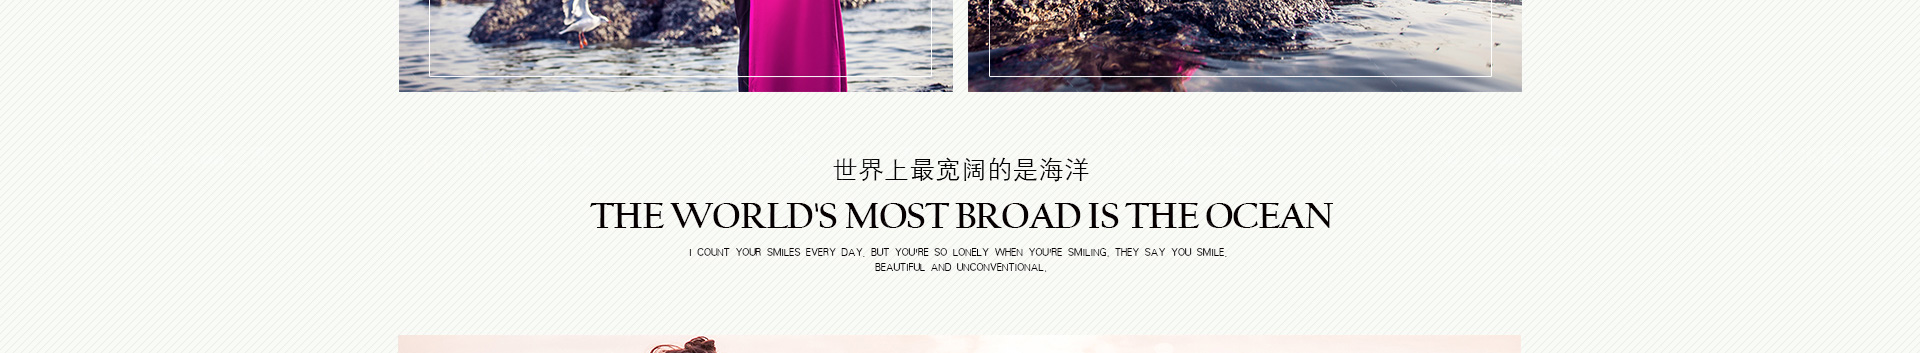 世界上最宽阔的是海洋
THE WORLD'S MOST BROAD IS THE OCEAN
I COUNT YOUR SMILES EVERY DAY. BUT YOU'RE SO LONELY WHEN YOU'RE SMILING. THEY SAY YOU SMILE.
BEAUTIFUL AND UNCONVENTIONAL.